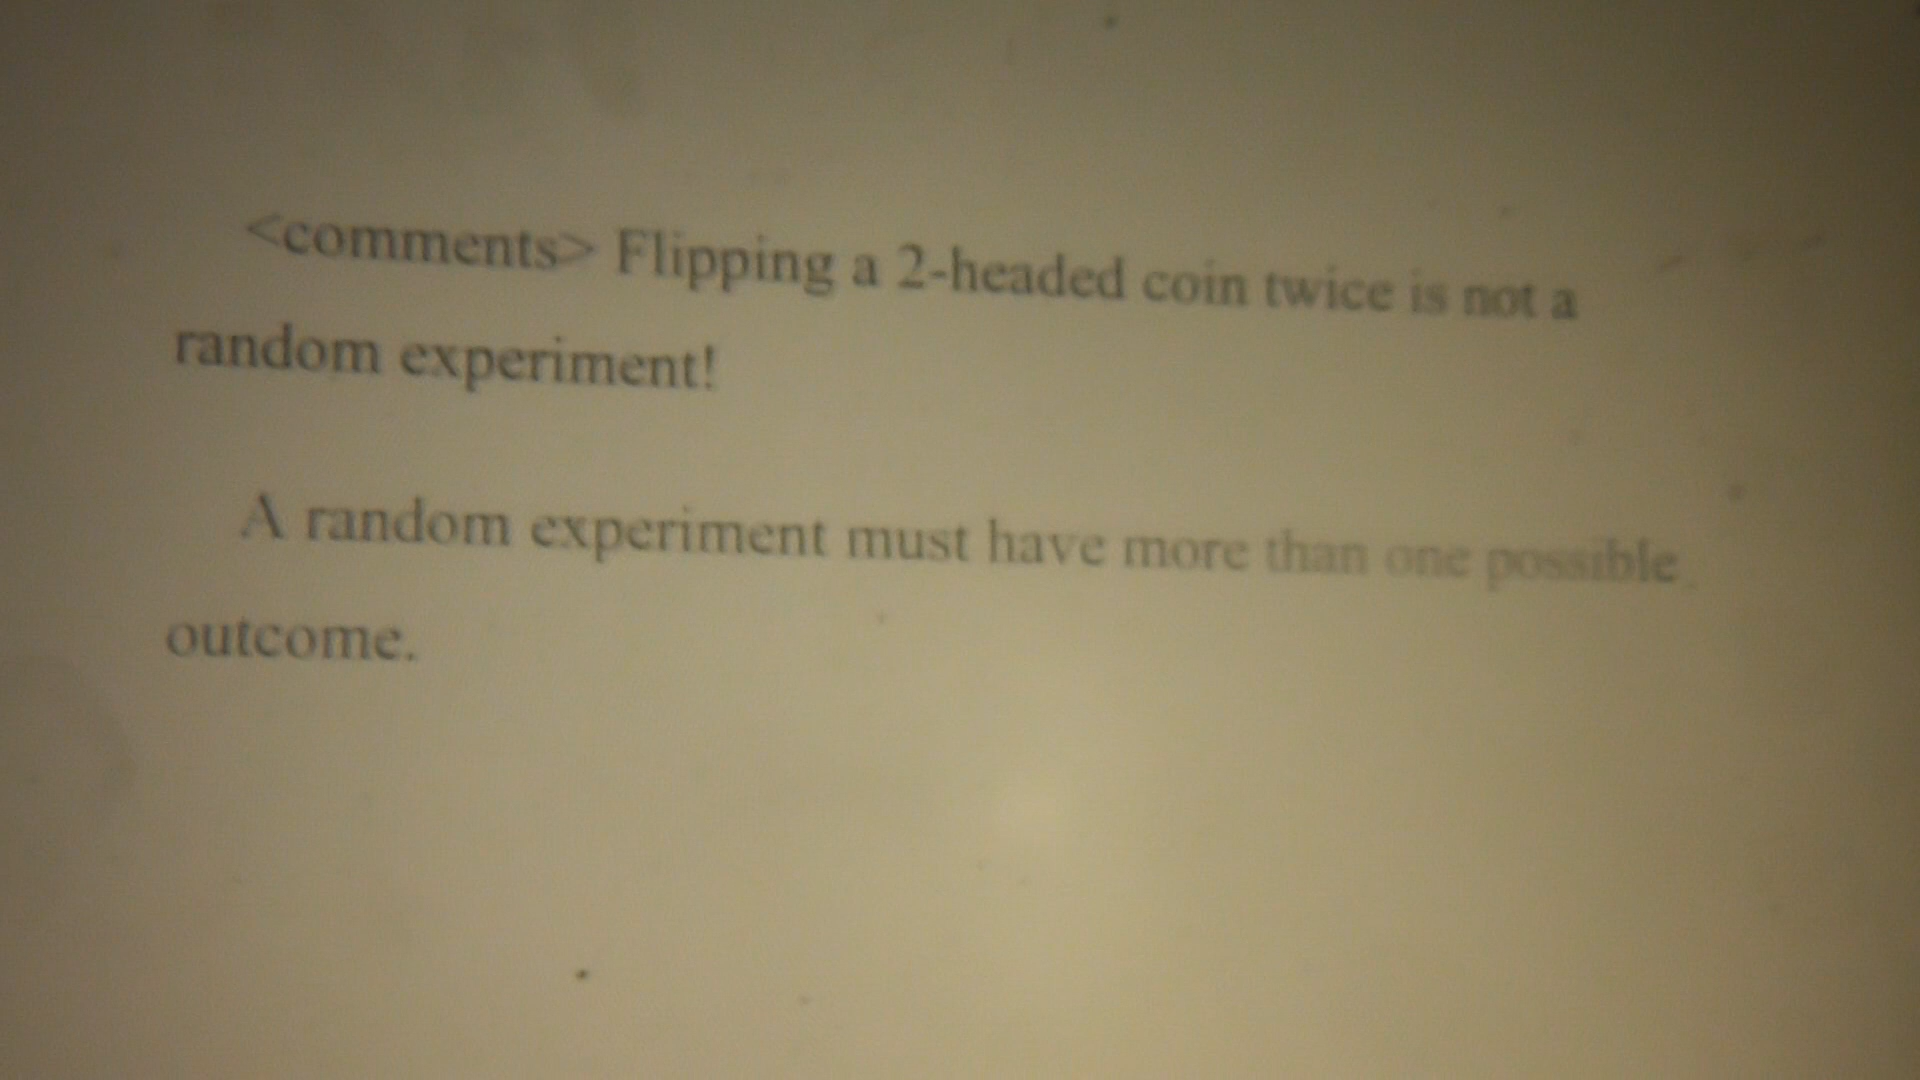 <comments> Flipping a 2-headed coin twice is not a
random experiment!
A random experiment must have more than one possible
outcome.